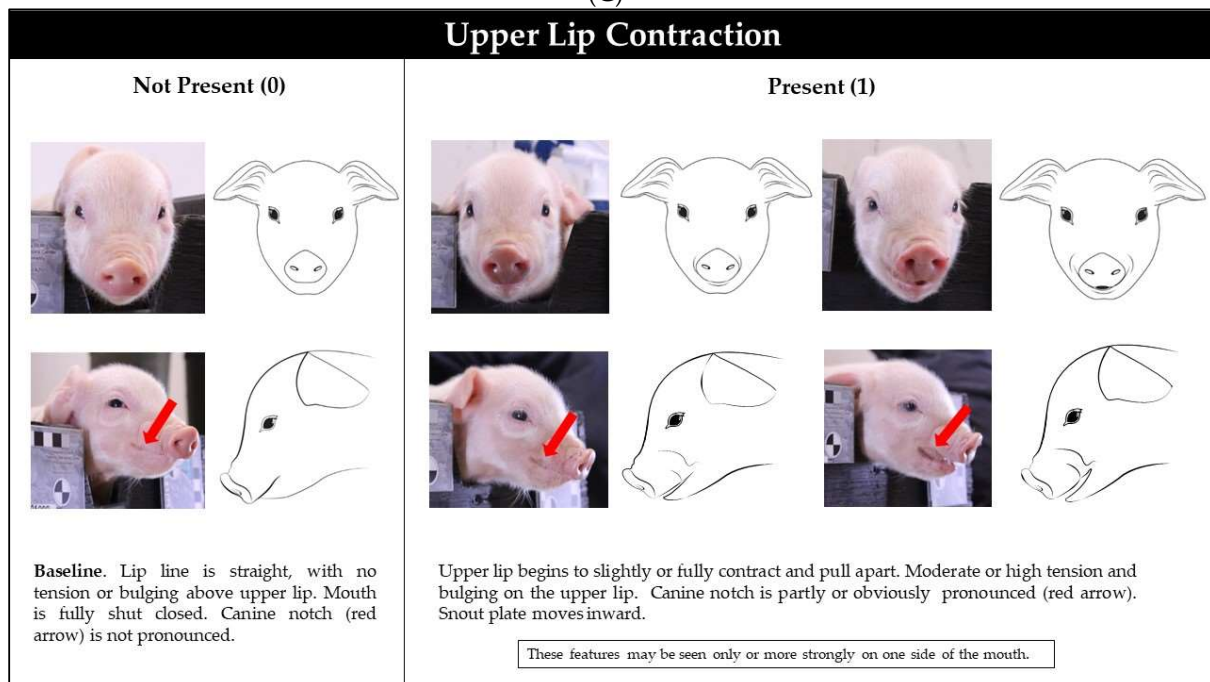 Upper Lip Contraction
Not Present (0)
Present (1)
Baseline. Lip line is straight, with no
tension or bulging above upper lip. Mouth
is fully shut closed. Canine notch (red
arrow) is not pronounced.
Upper lip begins to slightly or fully contract and pull apart. Moderate or high tension and
bulging on the upper lip. Canine notch is partly or obviously pronounced (red arrow).
Snout plate moves inward.
These features may be seen only or more strongly on one side of the mouth.